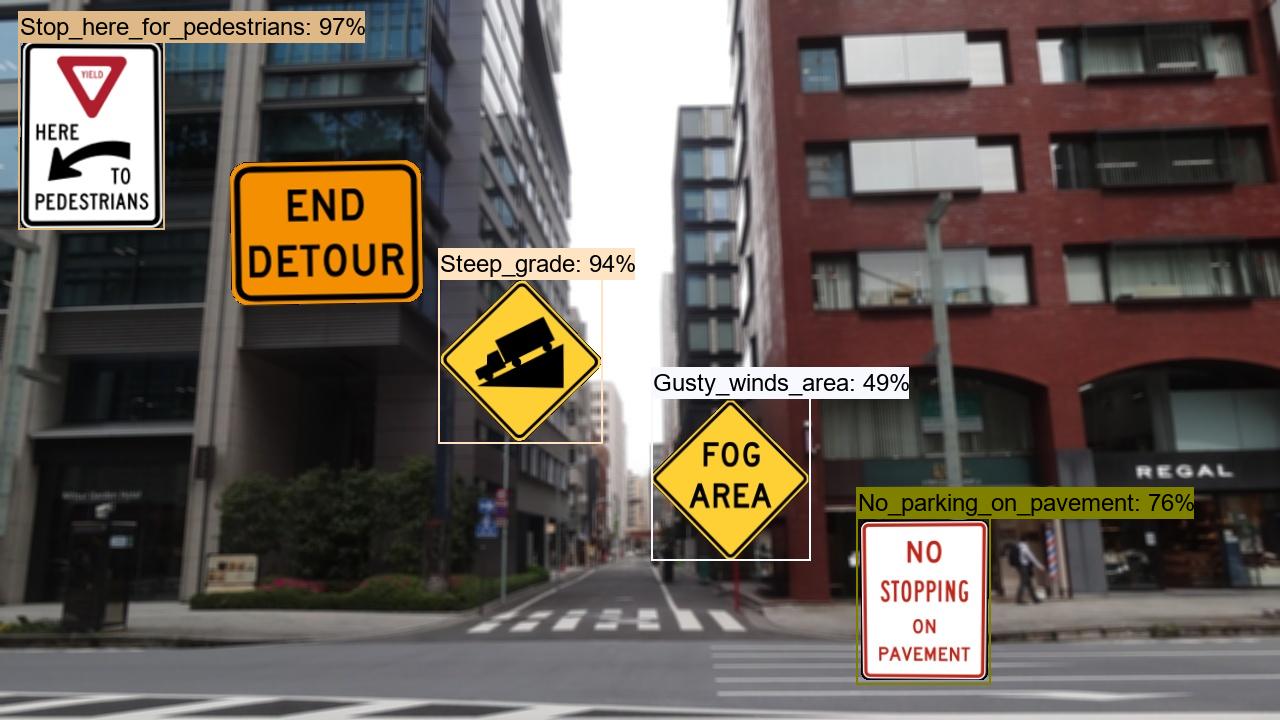 Stop_here_for_pedestrians: 97%
YIELD
HERE
TO
PEDESTRIANS
END
DETOUR
Steep_grade: 94%
Gusty_winds_area: 49%
FOG
AREA
REGAL
No_parking_on_pavement: 76%
NO
STOPPING
ON
PAVEMENT